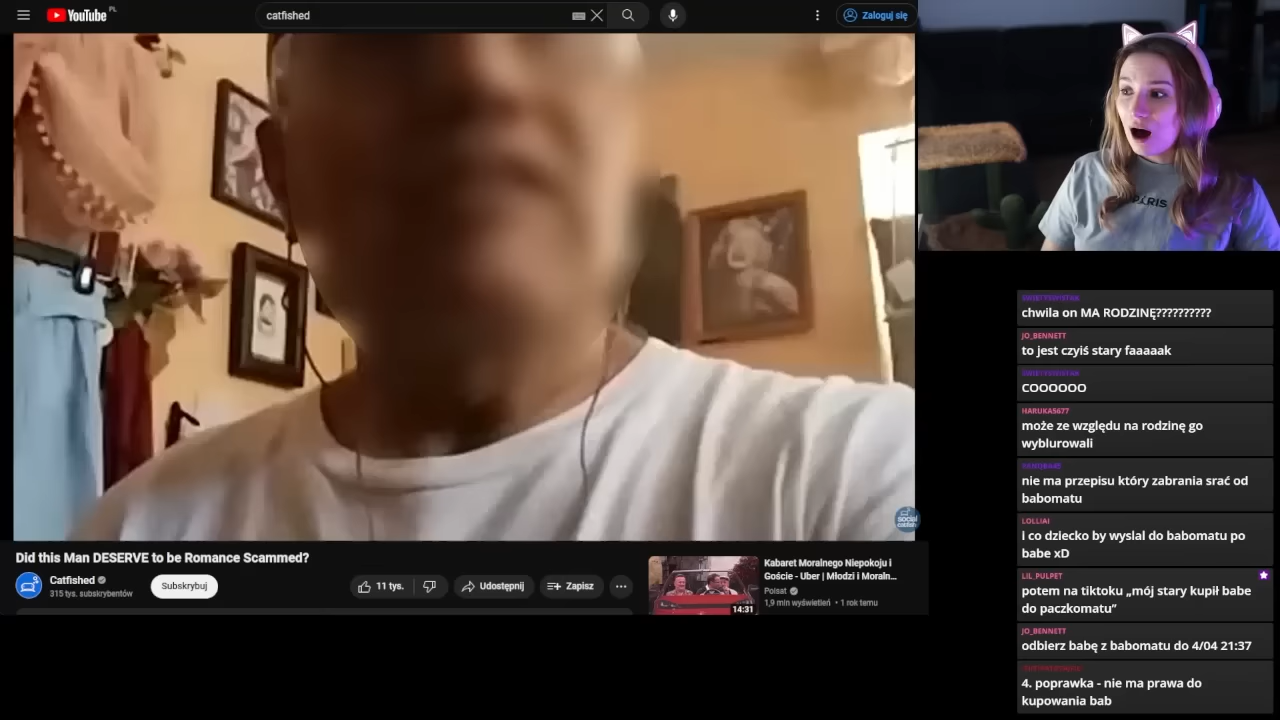 YouTube PL
catfished
Zaloguj się
social
catfish
Did this Man DESERVE to be Romance Scammed?
Catfished
315 tys. subskrybentów
Subskrybuj
11 tys.
Udostępnij
Zapisz
14:31
Kabaret Moralnego Niepokoju i
Goście - Uber | Młodzi i Moraln...
Polsat
1,9 mln wyświetleń • 1 rok temu
PARIS
chwila on MA RODZINĘ??????????
JO_BENNETT
to jest czyiś stary faaaaak
COOOOOO
HARUKA5677
może ze względu na rodzinę go
wyblurowali
nie ma przepisu który zabrania srać od
babomatu
LOLLIAI
i co dziecko by wyslal do babomatu po
babe xD
LIL_PULPET
potem na tiktoku „mój stary kupił babe
do paczkomatu”
JO_BENNETT
odbierz babę z babomatu do 4/04 21:37
4. poprawka - nie ma prawa do
kupowania bab